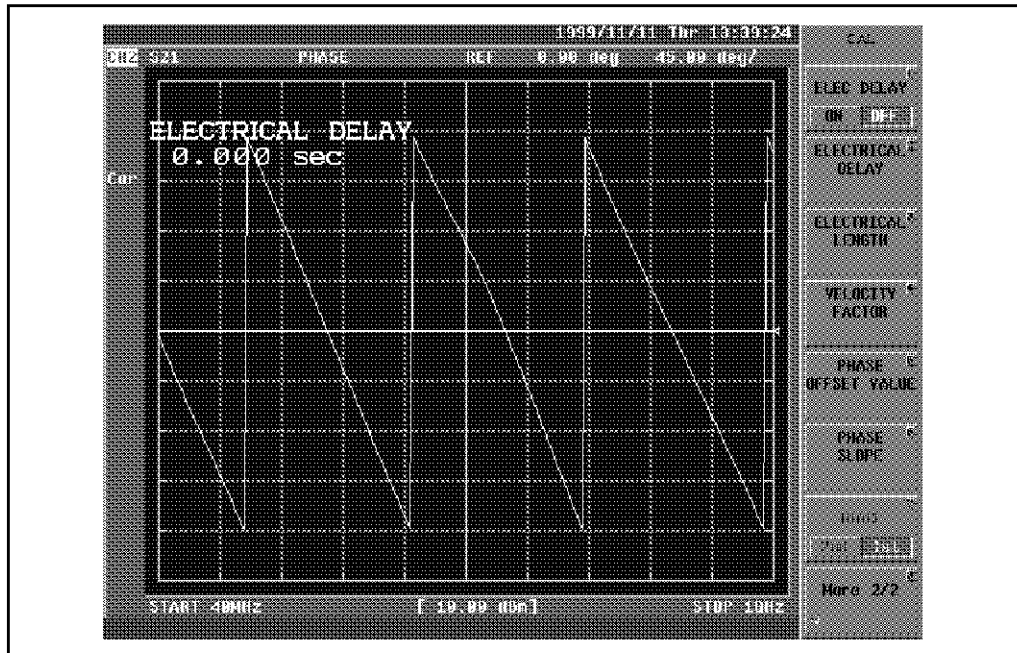 1999/11/11 Thr 13:39:24
CH2 S21 PHASE REF 0.00 deg 45.00 deg/
ELECTRICAL DELAY
0.000 sec
Cor
START 40MHz [ 10.00 dBm] STOP 1GHz
CAL
ELEC DELAY
ON OFF
ELECTRICAL
DELAY
ELECTRICAL
LENGTH
VELOCITY
FACTOR
PHASE
OFFSET VALUE
PHASE
SLOPE
More 2/2